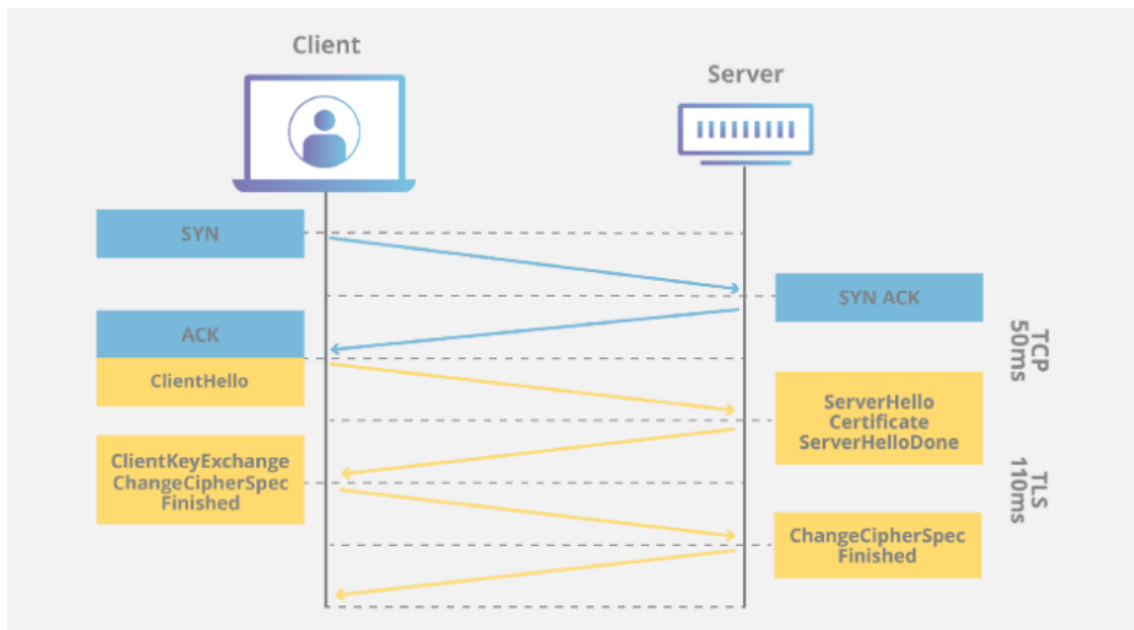 Client
Server
SYN
SYN ACK
ACK
ClientHello
TCP
50ms
ServerHello
Certificate
ServerHelloDone
ClientKeyExchange
ChangeCipherSpec
Finished
TLS
110ms
ChangeCipherSpec
Finished